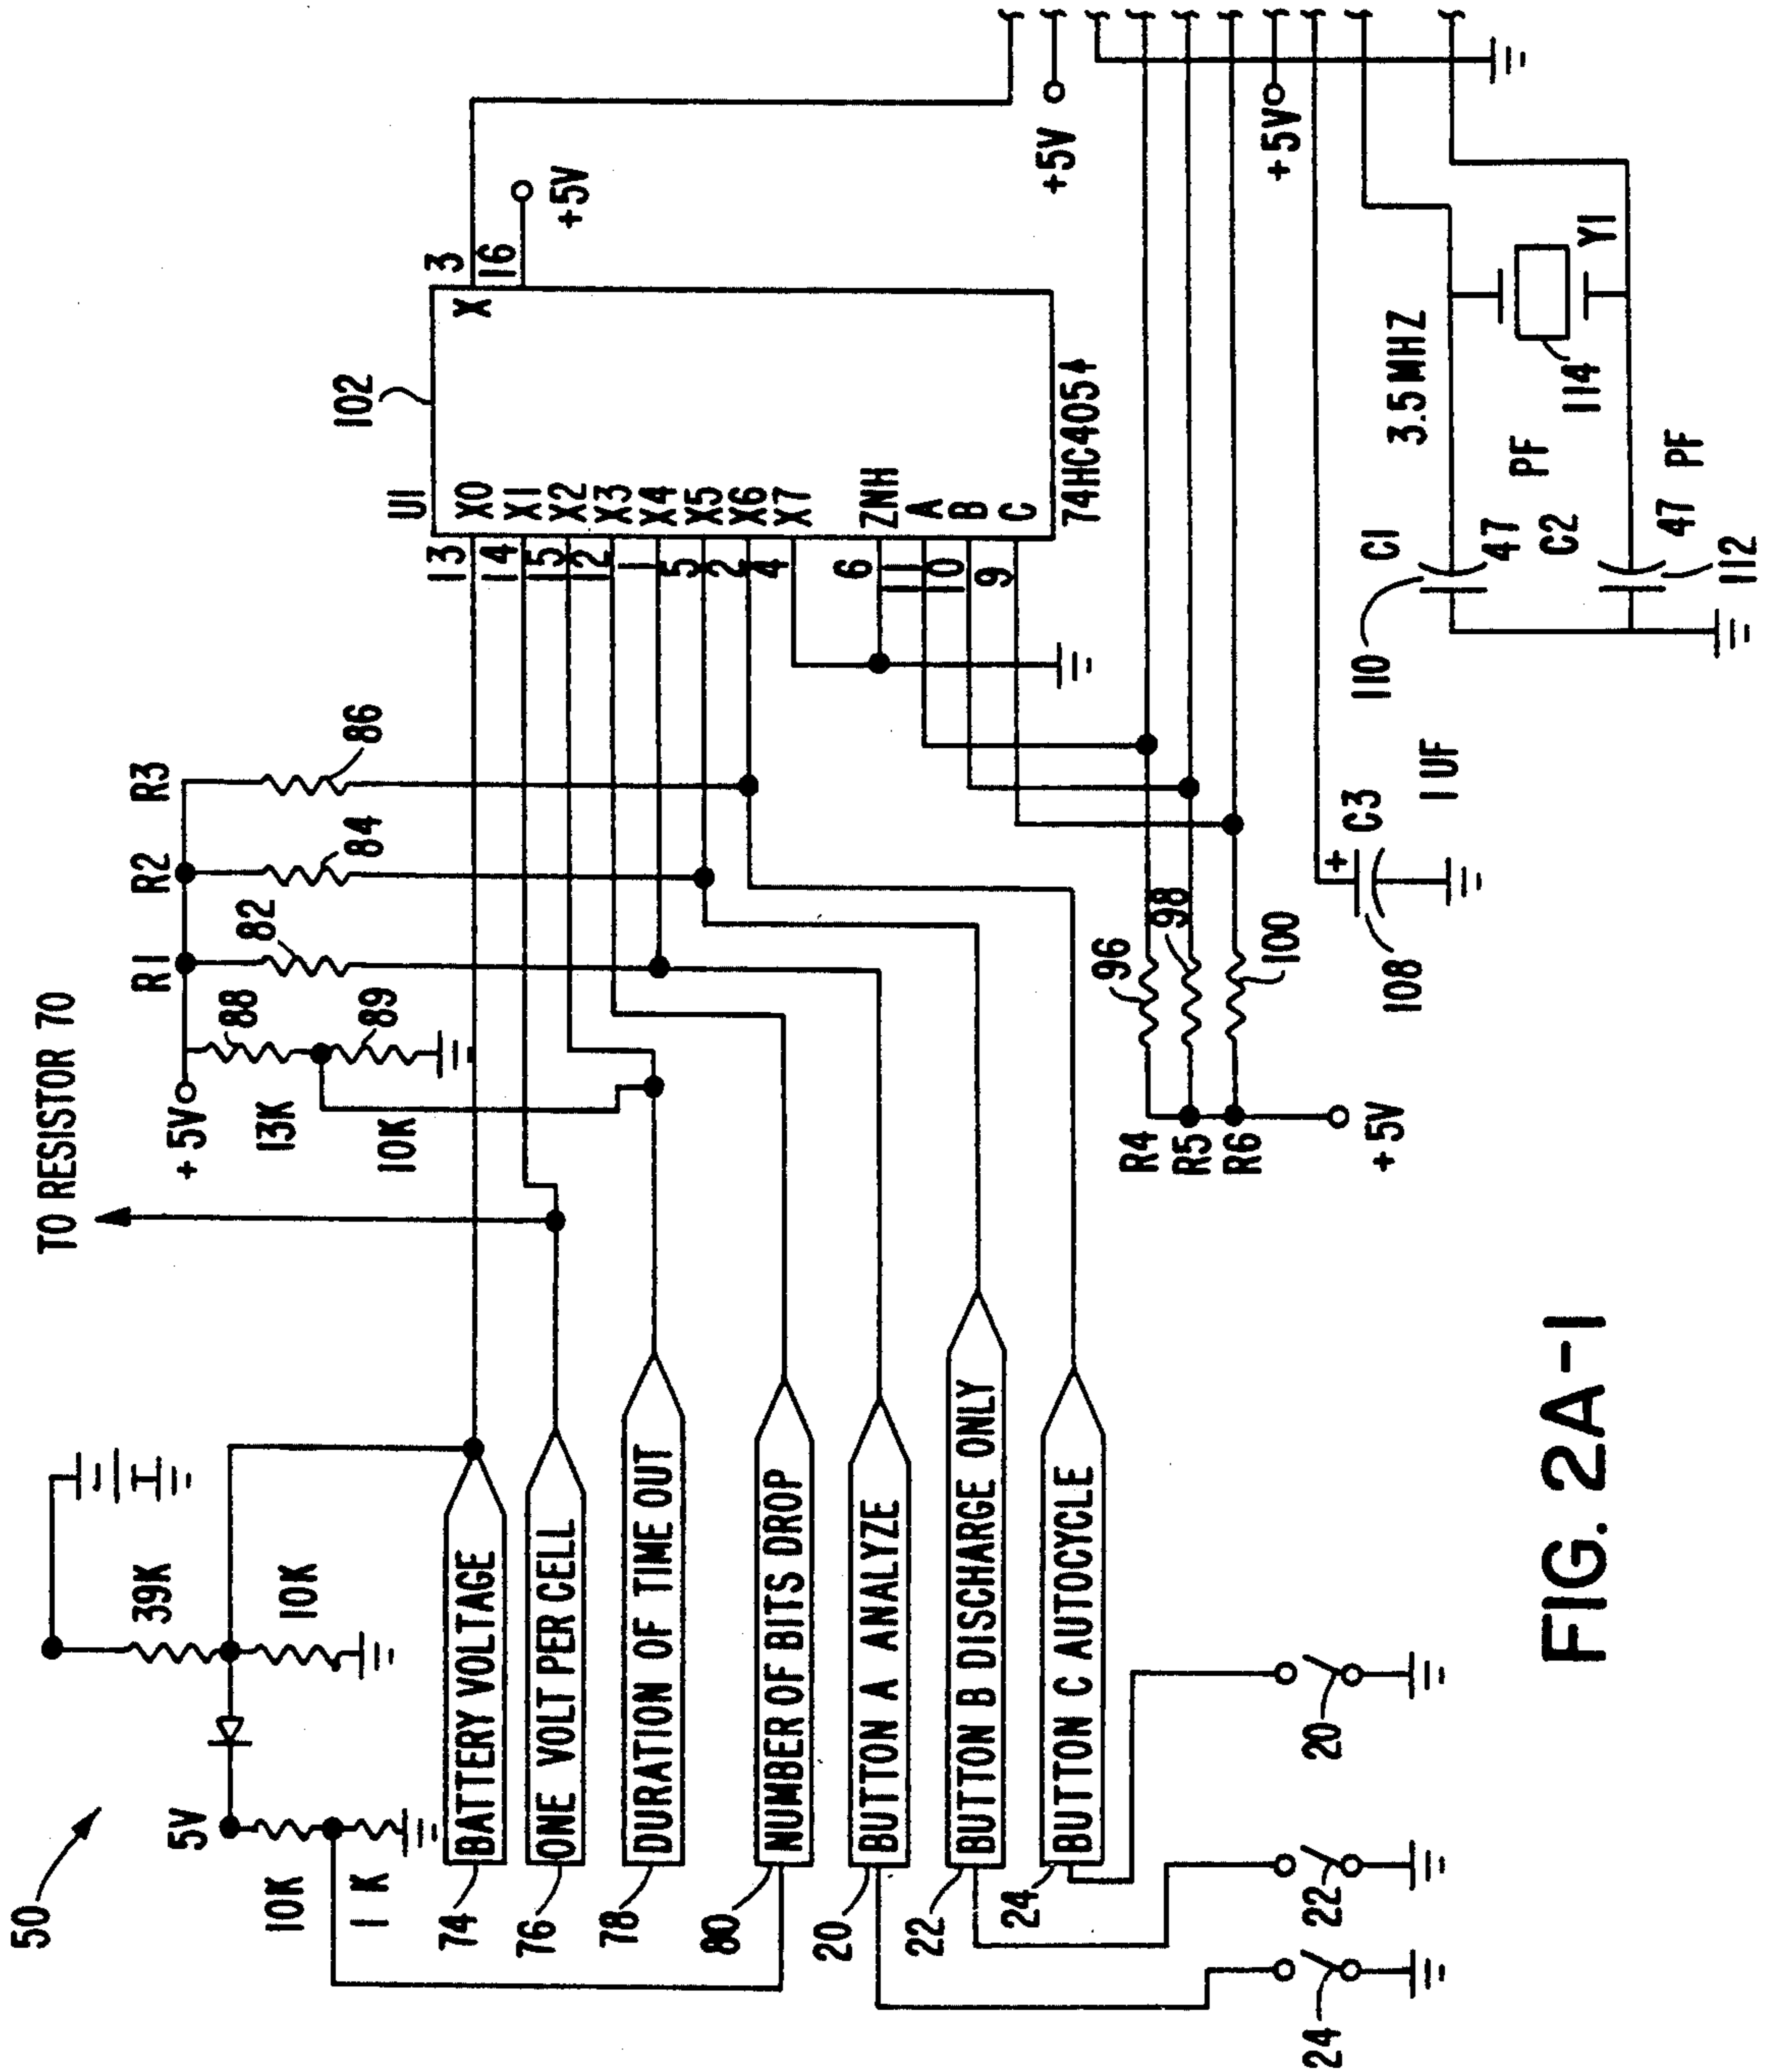 50
TO RESISTOR 70
39K
10K
5V
10K
1 K
+5V
13K
10K
88
89
R1
82
R2
84
R3
86
102
U1
74 BATTERY VOLTAGE
76 ONE VOLT PER CELL
78 DURATION OF TIME OUT
80 NUMBER OF BITS DROP
20 BUTTON A ANALYZE
22 BUTTON B DISCHARGE ONLY
24 BUTTON C AUTOCYCLE
13 X0
14 X1
15 X2
12 X3
1 X4
5 X5
2 X6
4 X7
6 ZNH
11 A
10 B
9 C
X 3
16
+5V
74HC4051
+5V
+5V
R4
96
R5
98
R6
100
+5V
+
C3
108
1 UF
C1
110
47 PF
C2
47 PF
112
3.5 MHZ
114
Y1
24
22
20
FIG. 2A-1